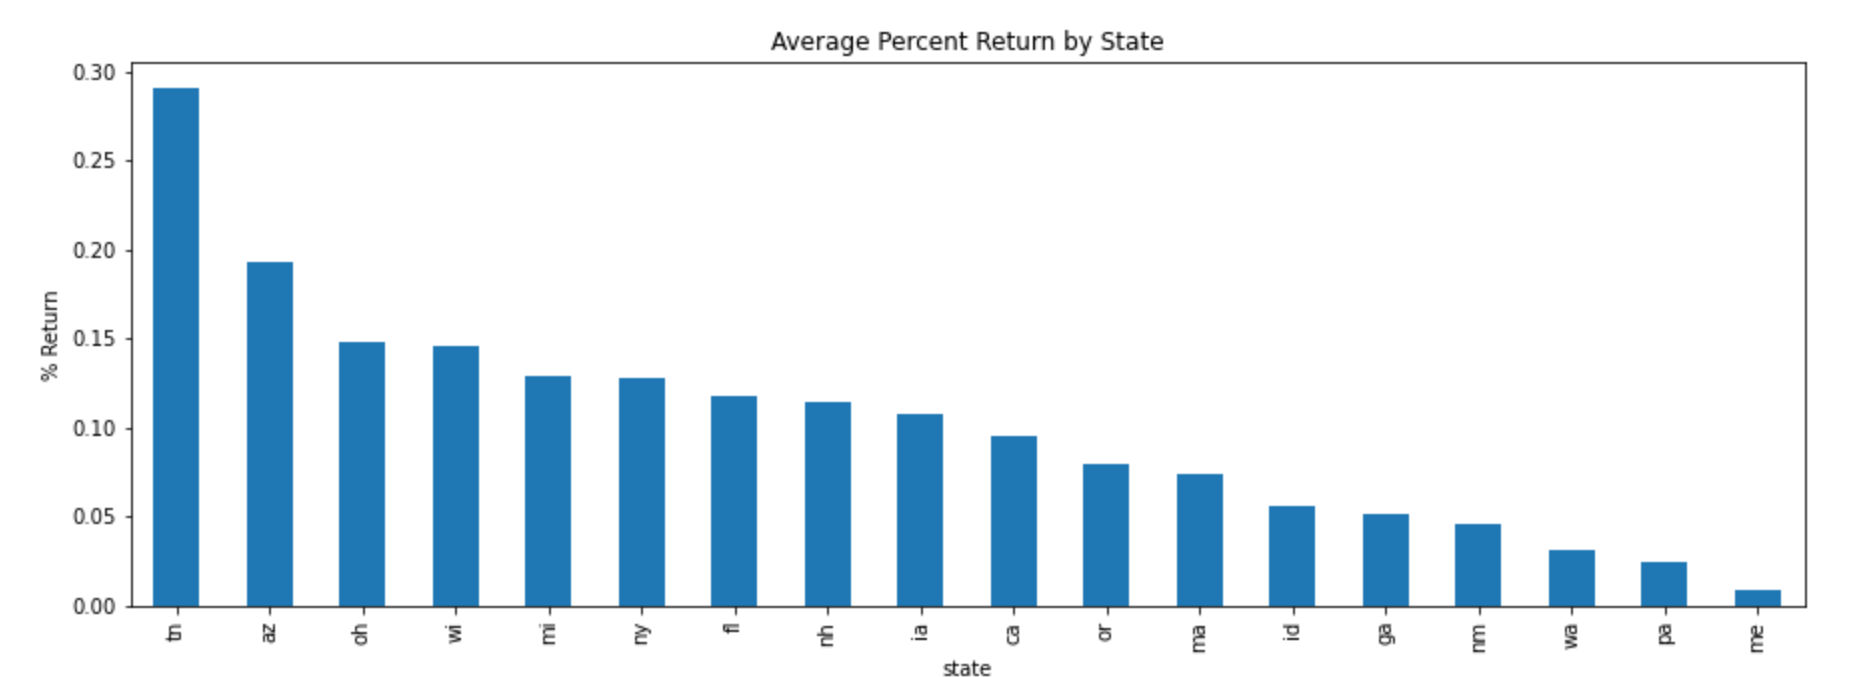 Average Percent Return by State
0.30
0.25
0.20
0.15
0.10
0.05
0.00
% Return
tn az oh wi mi ny fl nh ia ca or ma id ga nm wa pa me
state